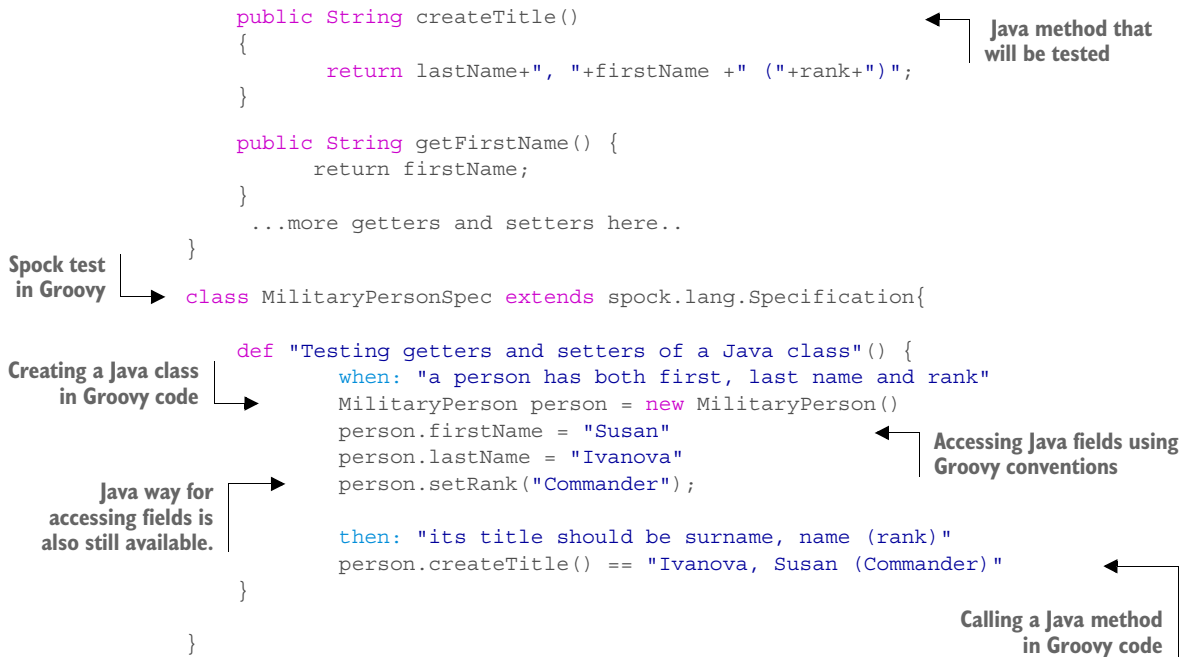 public String createTitle()
{
return lastName+", "+firstName +" ("+rank+")";
}
Java method that
will be tested
public String getFirstName() {
return firstName;
}
...more getters and setters here..
}
Spock test
in Groovy
class MilitaryPersonSpec extends spock.lang.Specification{
def "Testing getters and setters of a Java class"() {
Creating a Java class
in Groovy code
when: "a person has both first, last name and rank"
MilitaryPerson person = new MilitaryPerson()
person.firstName = "Susan"
person.lastName = "Ivanova"
person.setRank("Commander");
Accessing Java fields using
Groovy conventions
Java way for
accessing fields is
also still available.
then: "its title should be surname, name (rank)"
person.createTitle() == "Ivanova, Susan (Commander)"
}
Calling a Java method
in Groovy code
}